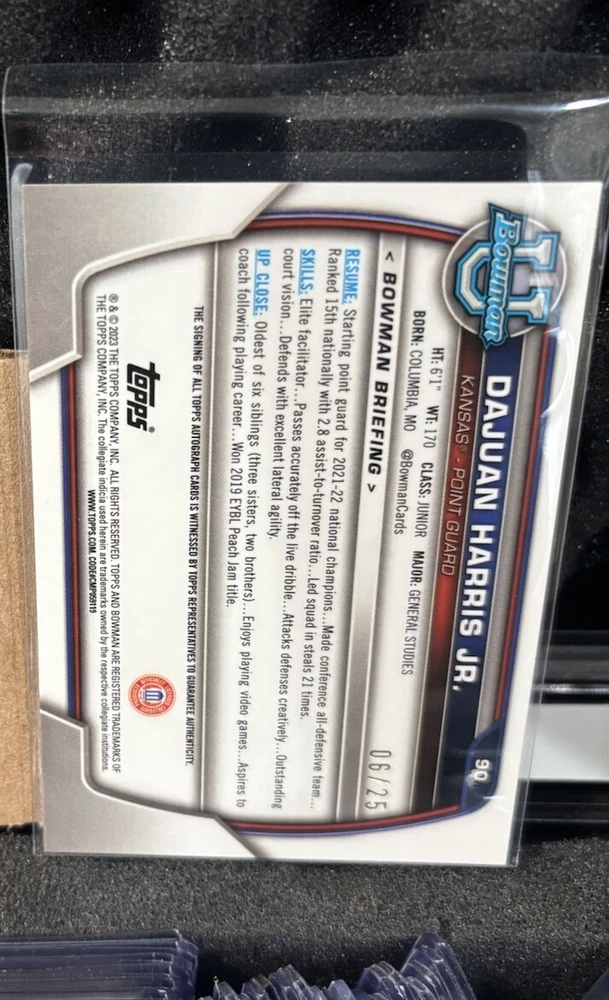 Bowman U
DAJUAN HARRIS JR.
90
KANSAS® - POINT GUARD
HT: 6'1" WT: 170 CLASS: JUNIOR MAJOR: GENERAL STUDIES
BORN: COLUMBIA, MO @BowmanCards
< BOWMAN BRIEFING >
06/25
RESUME: Starting point guard for 2021-22 national champions...Made conference all-defensive team...
Ranked 15th nationally with 2.8 assist-to-turnover ratio...Led squad in steals 21 times.
SKILLS: Elite facilitator...Passes accurately off the live dribble...Attacks defenses creatively...Outstanding
court vision...Defends with excellent lateral agility.
UP CLOSE: Oldest of six siblings (three sisters, two brothers)...Enjoys playing video games...Aspires to
coach following playing career...Won 2019 EYBL Peach Jam title.
THE SIGNING OF ALL TOPPS AUTOGRAPH CARDS IS WITNESSED BY TOPPS REPRESENTATIVES TO GUARANTEE AUTHENTICITY.
topps®
® & © 2023 THE TOPPS COMPANY, INC. ALL RIGHTS RESERVED. TOPPS AND BOWMAN ARE REGISTERED TRADEMARKS OF
THE TOPPS COMPANY, INC. The collegiate indicia used herein are trademarks owned by the respective collegiate institutions.
WWW.TOPPS.COM. CODE#CMP059119